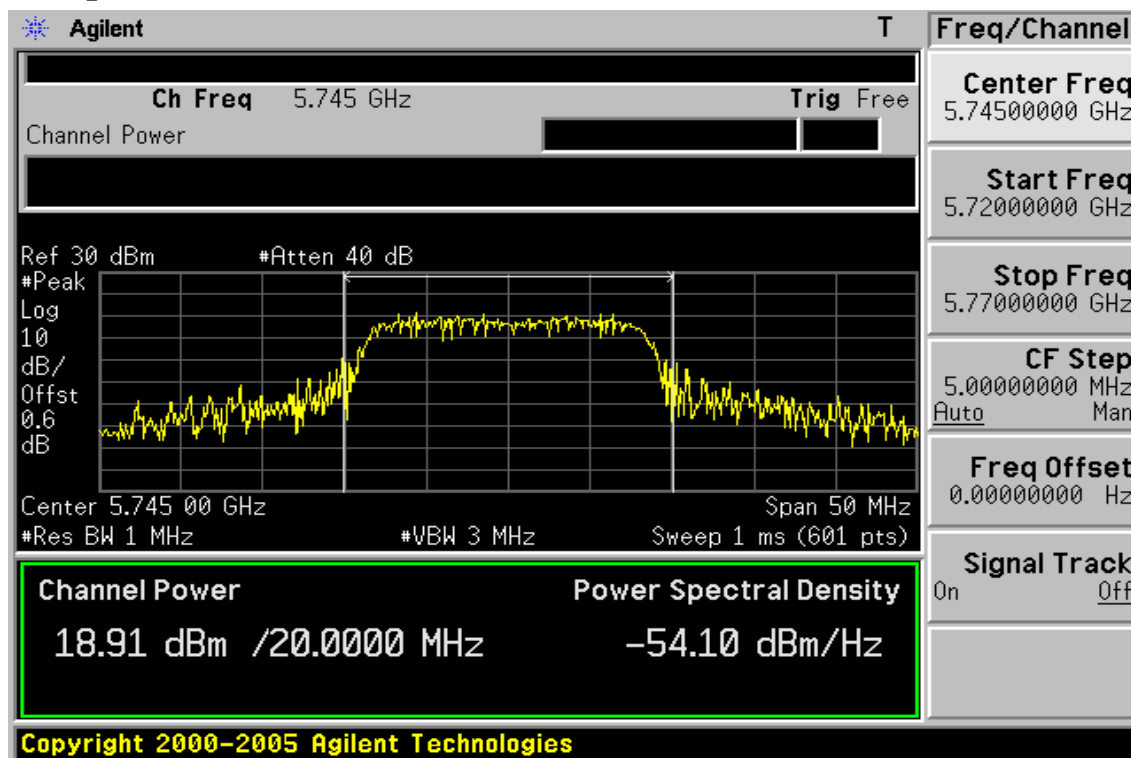 Agilent T Freq/Channel
Ch Freq 5.745 GHz Trig Free
Channel Power
Ref 30 dBm #Atten 40 dB
#Peak
Log
10
dB/
Offst
0.6
dB
Center 5.745 00 GHz Span 50 MHz
#Res BW 1 MHz #VBW 3 MHz Sweep 1 ms (601 pts)
Channel Power Power Spectral Density
18.91 dBm /20.0000 MHz -54.10 dBm/Hz
Copyright 2000-2005 Agilent Technologies
Center Freq
5.74500000 GHz
Start Freq
5.72000000 GHz
Stop Freq
5.77000000 GHz
CF Step
5.00000000 MHz
Auto Man
Freq Offset
0.00000000 Hz
Signal Track
On Off